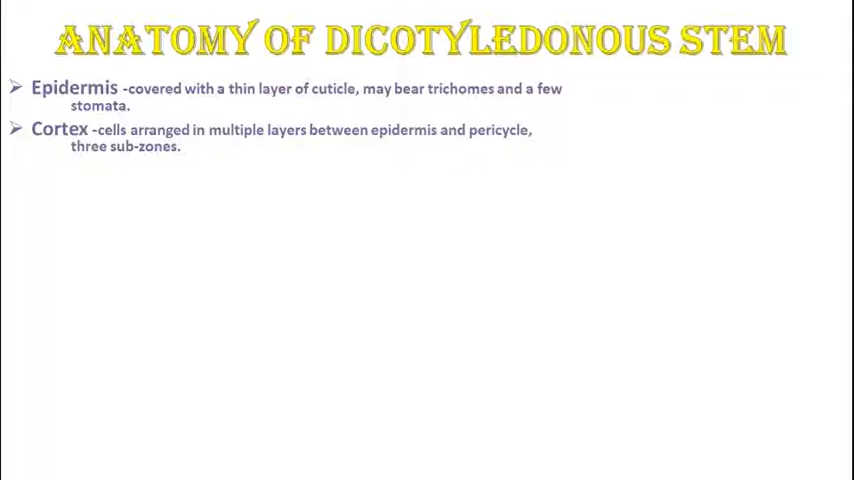 ANATOMY OF DICOTYLEDONOUS STEM
➢ Epidermis -covered with a thin layer of cuticle, may bear trichomes and a few
stomata.
➢ Cortex -cells arranged in multiple layers between epidermis and pericycle,
three sub-zones.